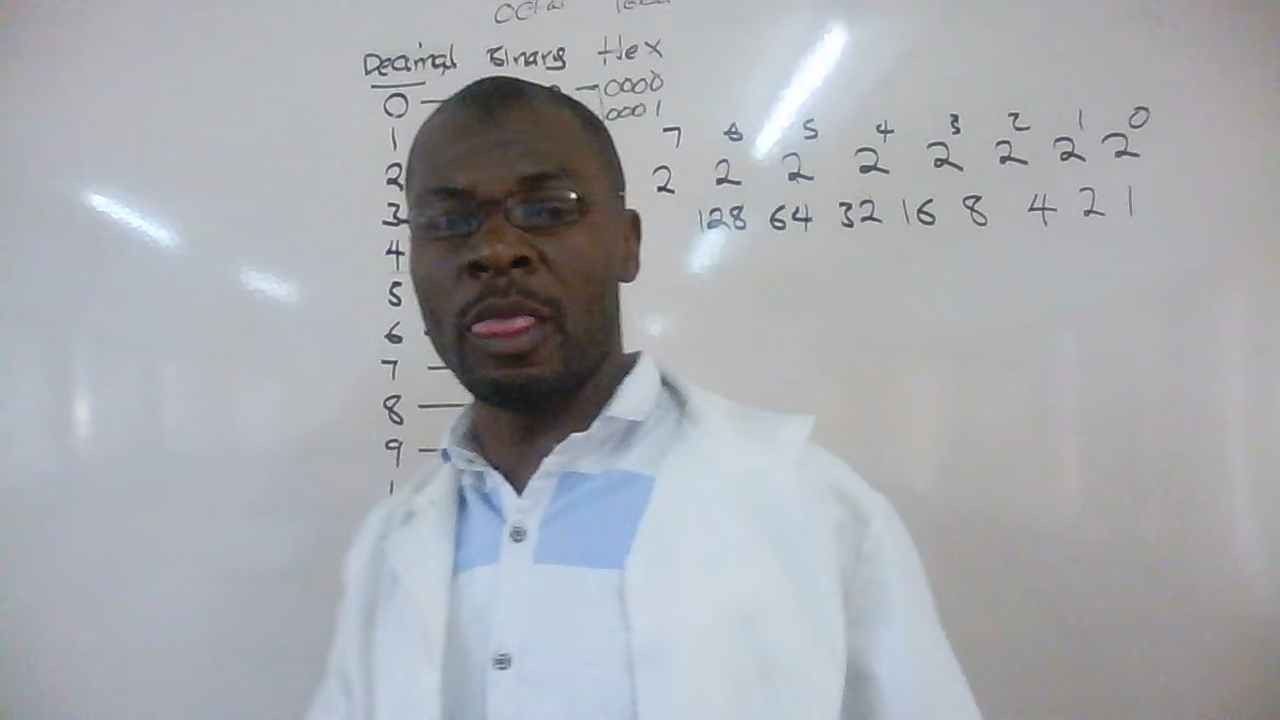 Decimal Binary Hex
0 — 0000
1 0001
2
3
4
5
6
7 —
8 —
9 —
1
7 6 5 4 3 2 1 0
2 2 2 2 2 2 2 2
128 64 32 16 8 4 2 1